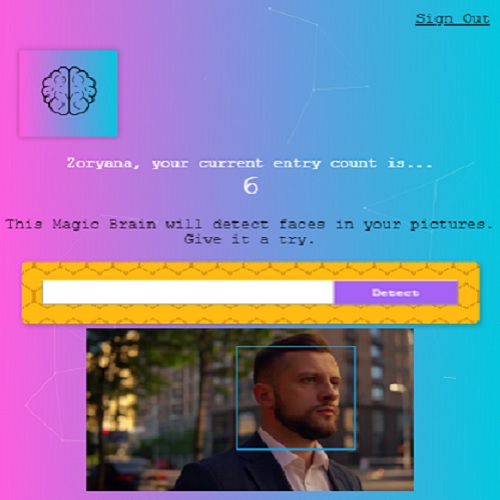 Sign Out
Zoryana, your current entry count is...
6
This Magic Brain will detect faces in your pictures.
Give it a try.
Detect